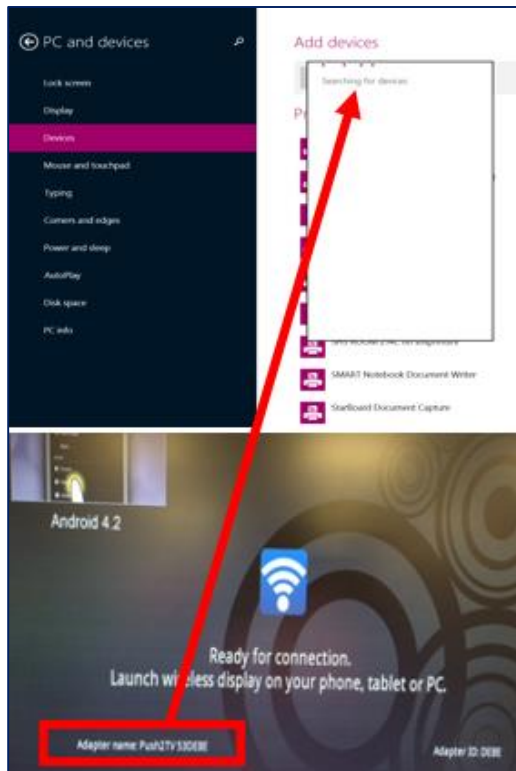 PC and devices
Lock screen
Display
Devices
Mouse and touchpad
Typing
Corners and edges
Power and sleep
AutoPlay
Disk space
PC info
Add devices
Searching for devices
SMART Notebook Document Writer
StarBoard Document Capture
Android 4.2
Ready for connection.
Launch wireless display on your phone, tablet or PC.
Adapter name: Push2TV 53DEBE
Adapter ID: DEBE